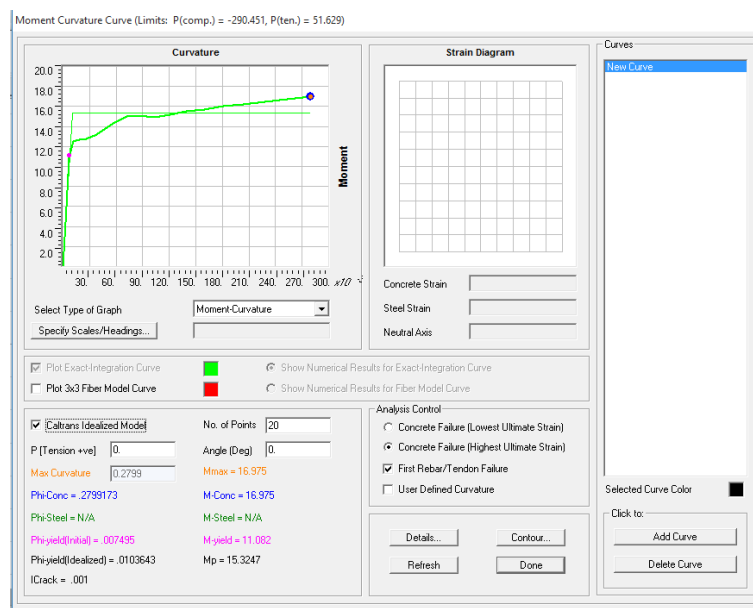 Moment Curvature Curve (Limits: P(comp.) = -290.451, P(ten.) = 51.629)
Curvature
20.0
18.0
16.0
14.0
12.0
10.0
8.0
6.0
4.0
2.0
Moment
30. 60. 90. 120. 150. 180. 210. 240. 270. 300. x10 -3
Select Type of Graph
Moment-Curvature
Specify Scales/Headings...
Strain Diagram
Concrete Strain
Steel Strain
Neutral Axis
Curves
New Curve
Plot Exact-Integration Curve
Show Numerical Results for Exact-Integration Curve
Plot 3x3 Fiber Model Curve
Show Numerical Results for Fiber Model Curve
Caltrans Idealized Model
No. of Points 20
P [Tension +ve] 0.
Angle (Deg) 0.
Max Curvature 0.2799
Mmax = 16.975
Phi-Conc = .2799173
M-Conc = 16.975
Phi-Steel = N/A
M-Steel = N/A
Phi-yield(Initial) = .007495
M-yield = 11.082
Phi-yield(Idealized) = .0103643
Mp = 15.3247
ICrack = .001
Analysis Control
Concrete Failure (Lowest Ultimate Strain)
Concrete Failure (Highest Ultimate Strain)
First Rebar/Tendon Failure
User Defined Curvature
Details...
Contour...
Refresh
Done
Selected Curve Color
Click to:
Add Curve
Delete Curve